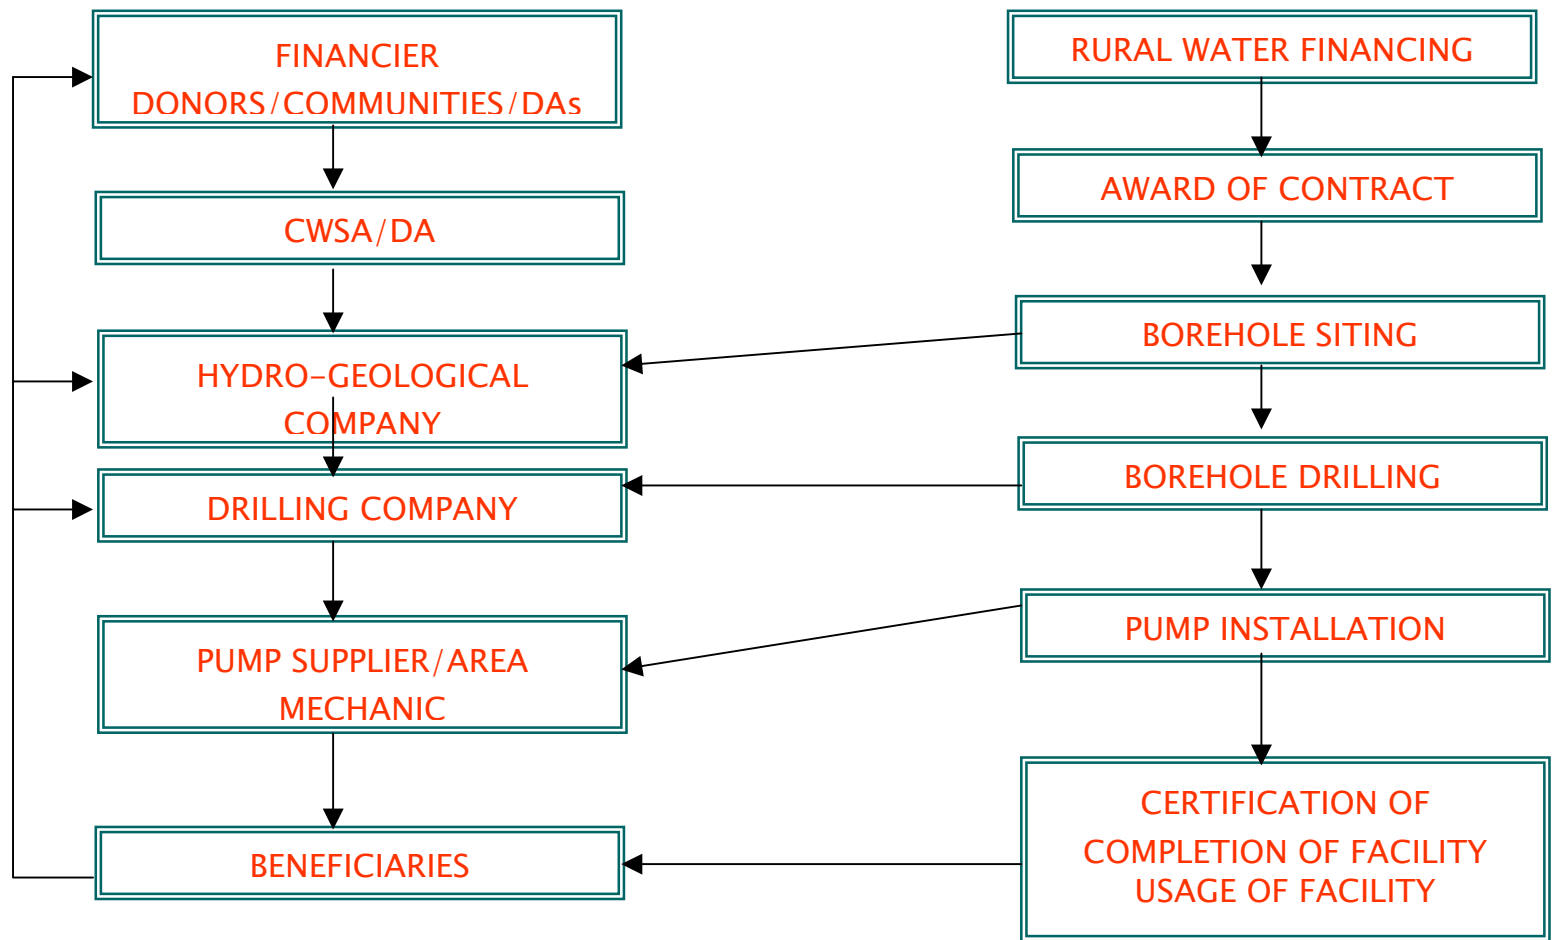 FINANCIER
DONORS/COMMUNITIES/DAs
CWSA/DA
HYDRO-GEOLOGICAL
COMPANY
DRILLING COMPANY
PUMP SUPPLIER/AREA
MECHANIC
BENEFICIARIES
RURAL WATER FINANCING
AWARD OF CONTRACT
BOREHOLE SITING
BOREHOLE DRILLING
PUMP INSTALLATION
CERTIFICATION OF
COMPLETION OF FACILITY
USAGE OF FACILITY